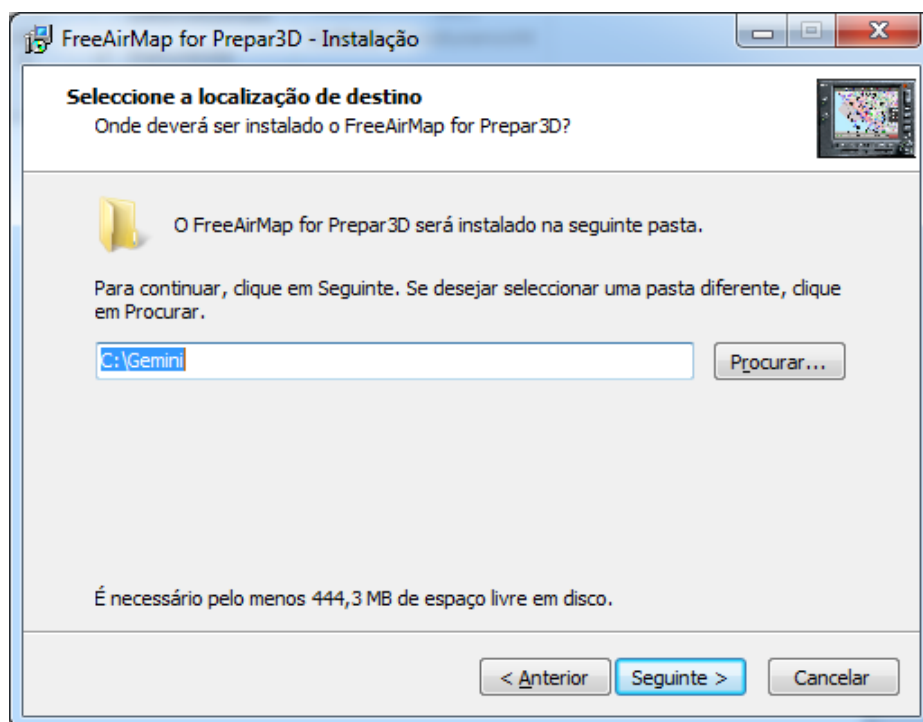 FreeAirMap for Prepar3D - Instalação
Seleccione a localização de destino
Onde deverá ser instalado o FreeAirMap for Prepar3D?
O FreeAirMap for Prepar3D será instalado na seguinte pasta.
Para continuar, clique em Seguinte. Se desejar seleccionar uma pasta diferente, clique
em Procurar.
C:\Gemini
Procurar...
É necessário pelo menos 444,3 MB de espaço livre em disco.
< Anterior
Seguinte >
Cancelar